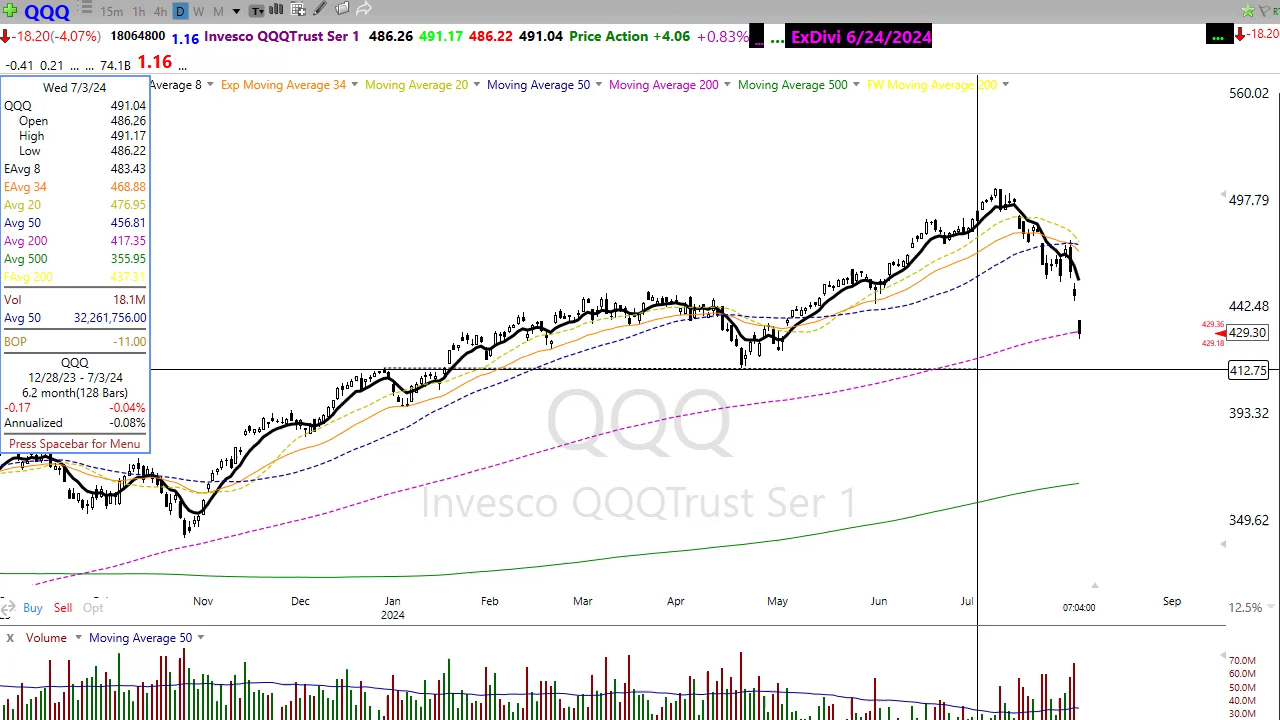 QQQ 15m 1h 4h D W M T
-18.20(-4.07%) 18064800 1.16 Invesco QQQTrust Ser 1 486.26 491.17 486.22 491.04 Price Action +4.06 +0.83% ... ... ExDivi 6/24/2024 ... -18.20
-0.41 0.21 ... ... 74.1B 1.16 ...
Average 8 Exp Moving Average 34 Moving Average 20 Moving Average 50 Moving Average 200 Moving Average 500 FW Moving Average 200
Wed 7/3/24
QQQ 491.04
Open 486.26
High 491.17
Low 486.22
EAvg 8 483.43
EAvg 34 468.88
Avg 20 476.95
Avg 50 456.81
Avg 200 417.35
Avg 500 355.95
FAvg 200 437.31
Vol 18.1M
Avg 50 32,261,756.00
BOP -11.00
QQQ
12/28/23 - 7/3/24
6.2 month(128 Bars)
-0.17 -0.04%
Annualized -0.08%
Press Spacebar for Menu
560.02
497.79
442.48
429.36
429.30
429.18
412.75
393.32
349.62
QQQ
Invesco QQQTrust Ser 1
Nov Dec Jan Feb Mar Apr May Jun Jul 07:04:00 Sep
2024
Buy Sell Opt
12.5%
X Volume Moving Average 50
70.0M
60.0M
50.0M
40.0M
30.0M